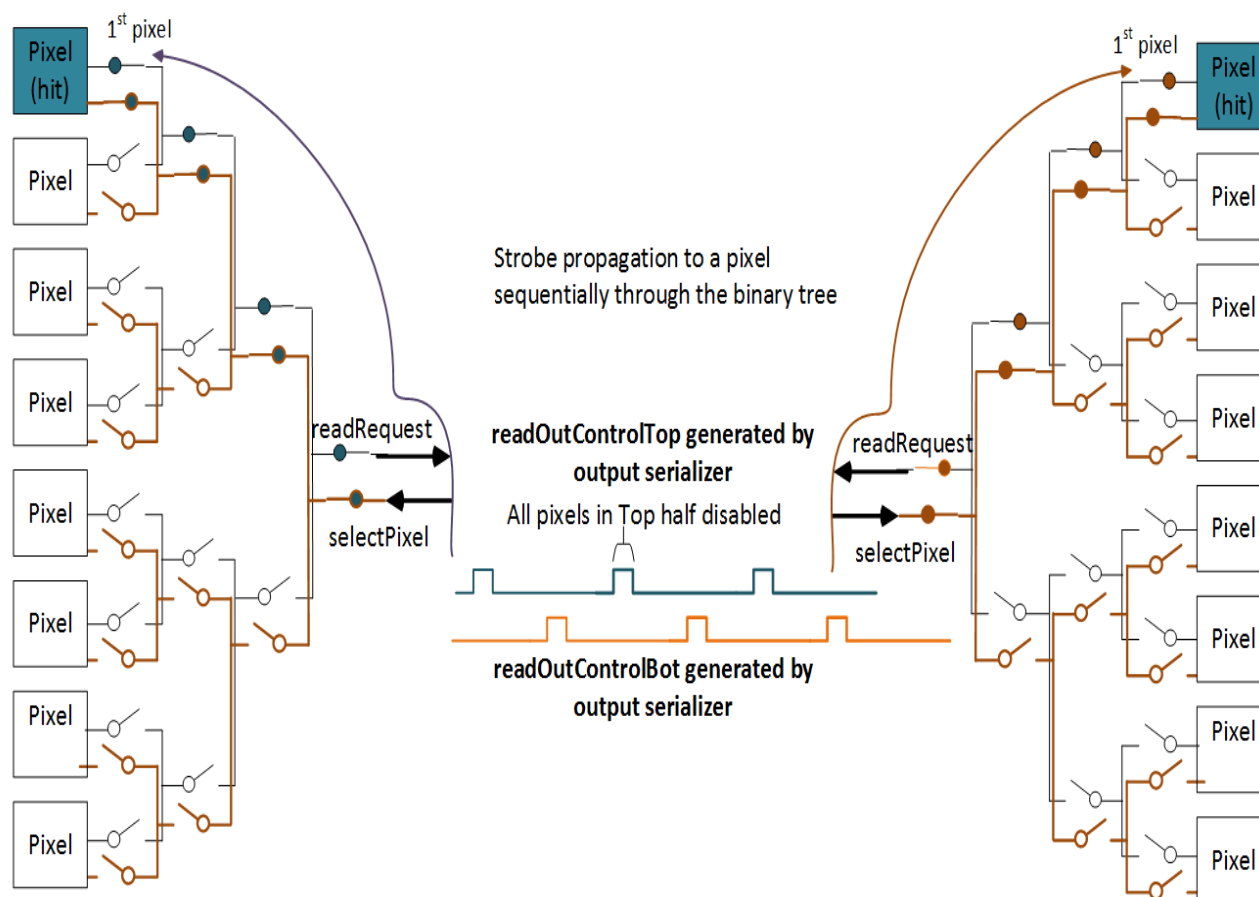 1st pixel
Pixel
(hit)
Pixel
Pixel
Pixel
Pixel
Pixel
Pixel
Pixel
readRequest
selectPixel
Strobe propagation to a pixel
sequentially through the binary tree
readOutControlTop generated by
output serializer
All pixels in Top half disabled
readOutControlBot generated by
output serializer
readRequest
selectPixel
1st pixel
Pixel
(hit)
Pixel
Pixel
Pixel
Pixel
Pixel
Pixel
Pixel